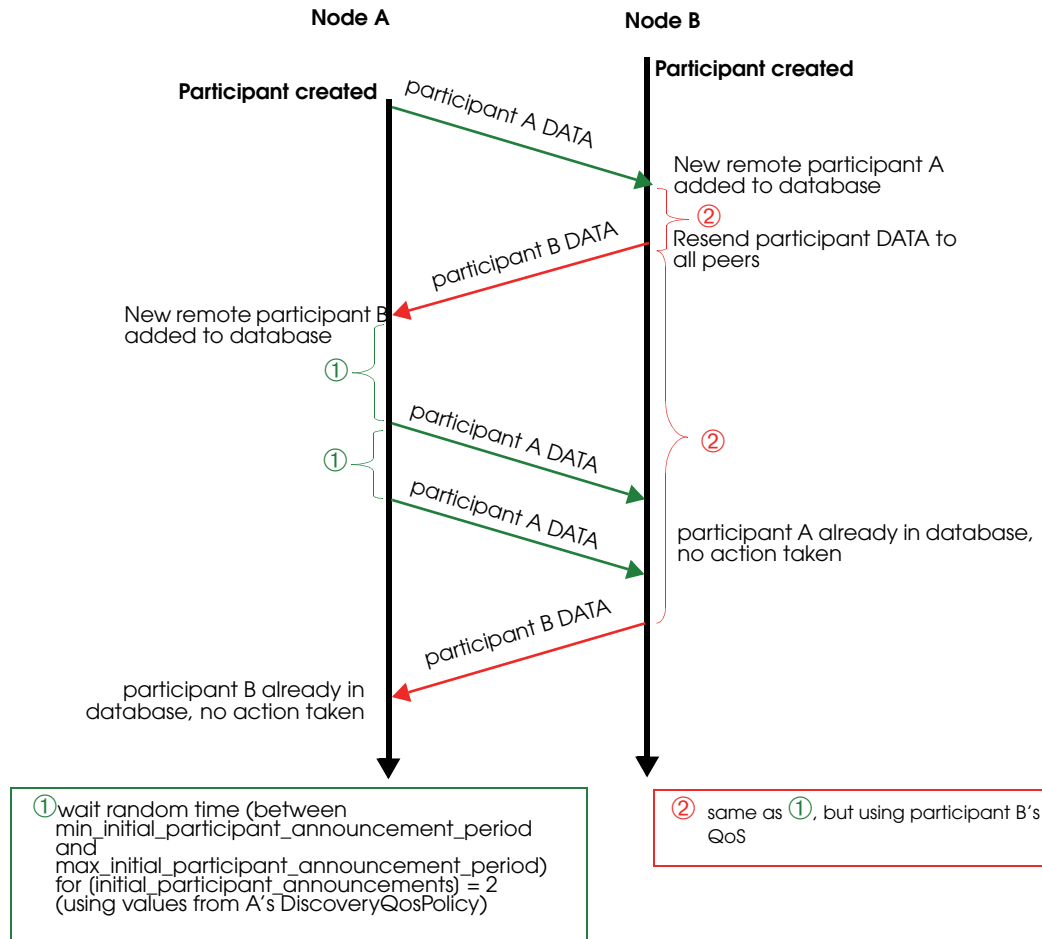 Node A
Node B
Participant created
Participant created
participant A DATA
New remote participant A
added to database
②
Resend participant DATA to
all peers
participant B DATA
New remote participant B
added to database
①
participant A DATA
②
①
participant A DATA
participant A already in database,
no action taken
participant B DATA
participant B already in
database, no action taken
① wait random time (between
min_initial_participant_announcement_period
and
max_initial_participant_announcement_period)
for [initial_participant_announcements] = 2
(using values from A's DiscoveryQosPolicy)
② same as ①, but using participant B's
QoS